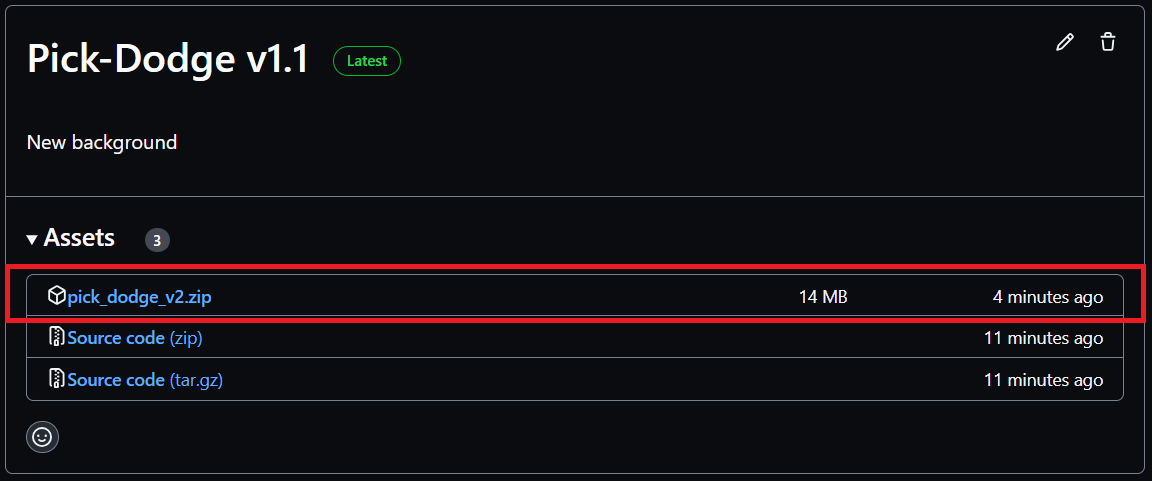 Pick-Dodge v1.1 Latest
New background
Assets 3
pick_dodge_v2.zip 14 MB 4 minutes ago
Source code (zip) 11 minutes ago
Source code (tar.gz) 11 minutes ago